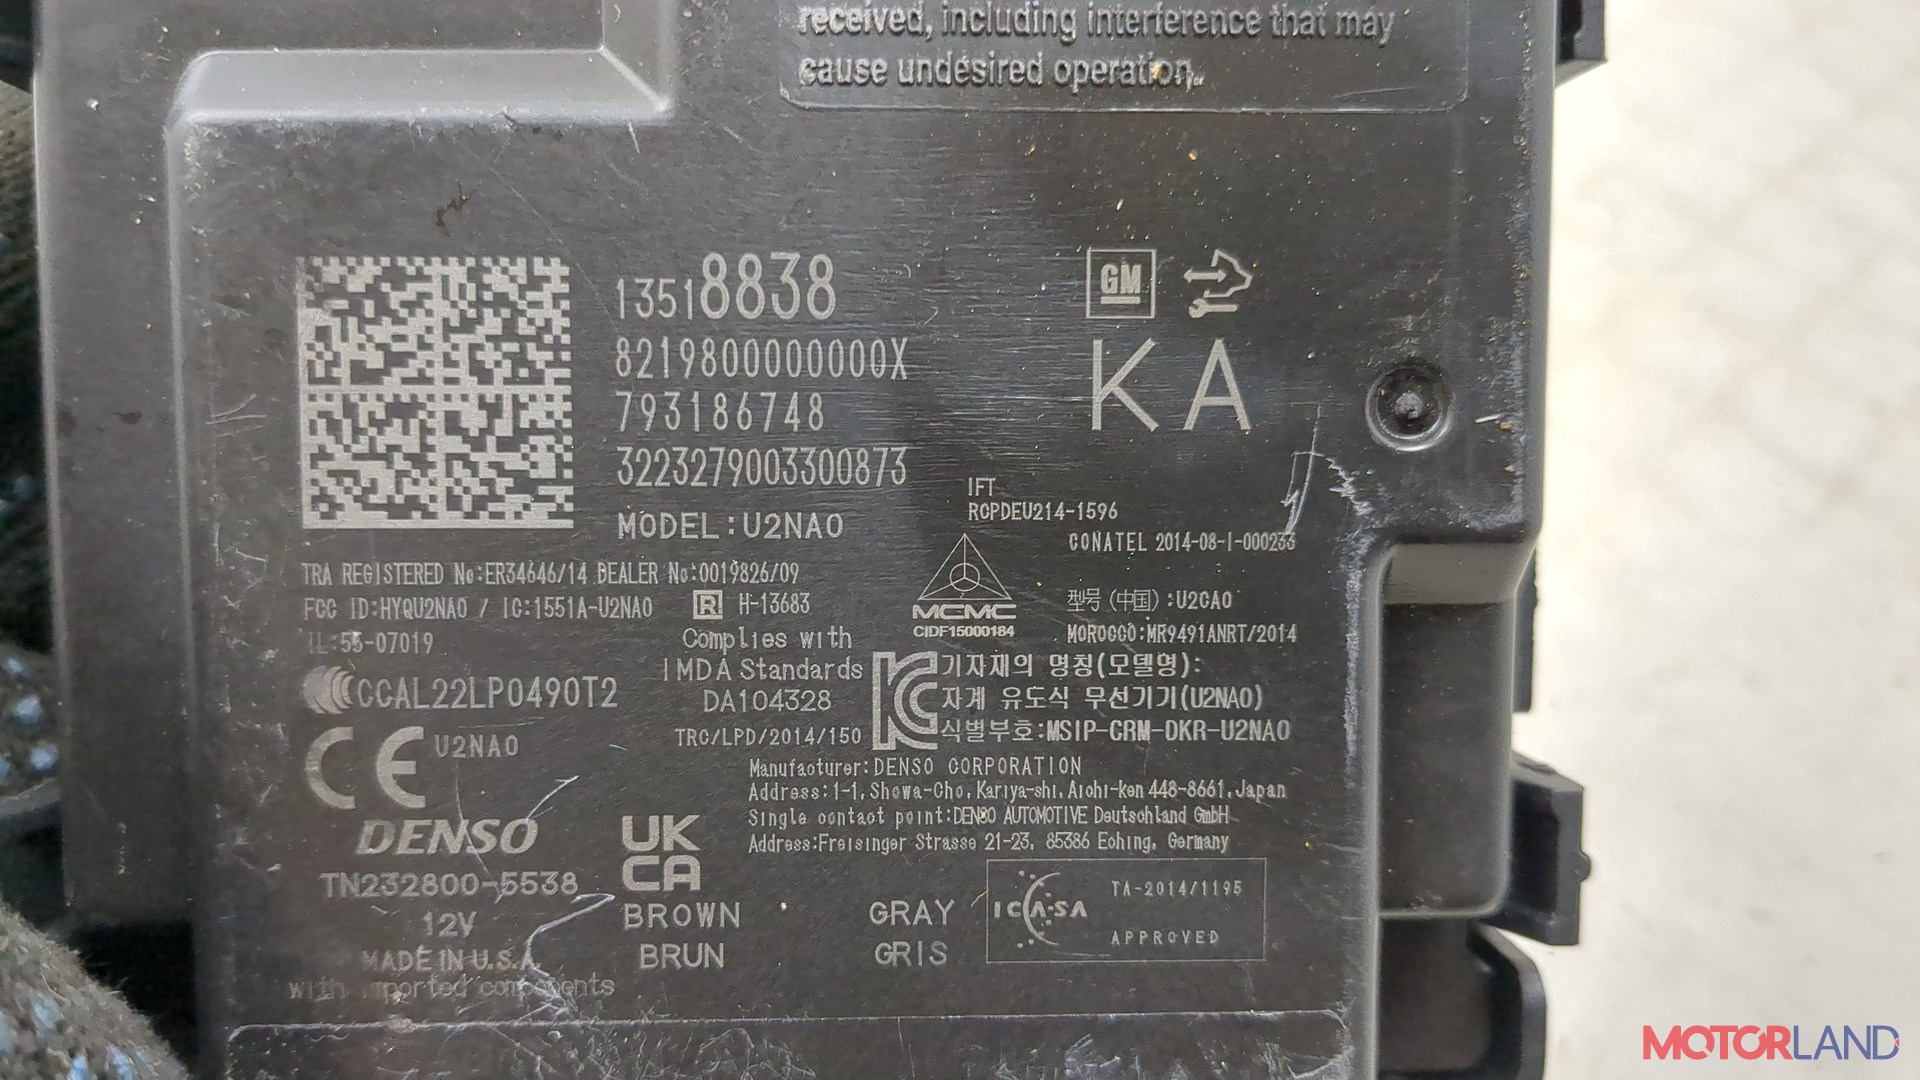 received, including interference that may
cause undesired operation.
13518838
8219800000000X
793186748
3223279003300873
MODEL:U2NA0
GM
KA
IFT
RCPDEU214-1596
CONATEL 2014-08-I-000233
TRA REGISTERED No:ER34646/14 DEALER No:0019826/09
FCC ID:HYQU2NA0 / IC:1551A-U2NA0
R H-13683
IL:55-07019
Complies with
IMDA Standards
DA104328
CCAL22LP0490T2
TRC/LPD/2014/150
MCMC
CIDF15000184
型号(中国):U2CA0
MOROCCO:MR9491ANRT/2014
기자재의 명칭(모델명):
자계 유도식 무선기기(U2NA0)
식별부호:MSIP-CRM-DKR-U2NA0
CE U2NA0
Manufacturer:DENSO CORPORATION
Address:1-1, Showa-Cho, Kariya-shi, Aichi-ken 448-8661, Japan
Single contact point:DENSO AUTOMOTIVE Deutschland GmbH
Address:Freisinger Strasse 21-23, 85386 Eching, Germany
DENSO
TN232800-5538
12V
MADE IN U.S.A.
with imported components
UK
CA
BROWN
BRUN
GRAY
GRIS
ICASA
TA-2014/1195
APPROVED
MOTORLAND